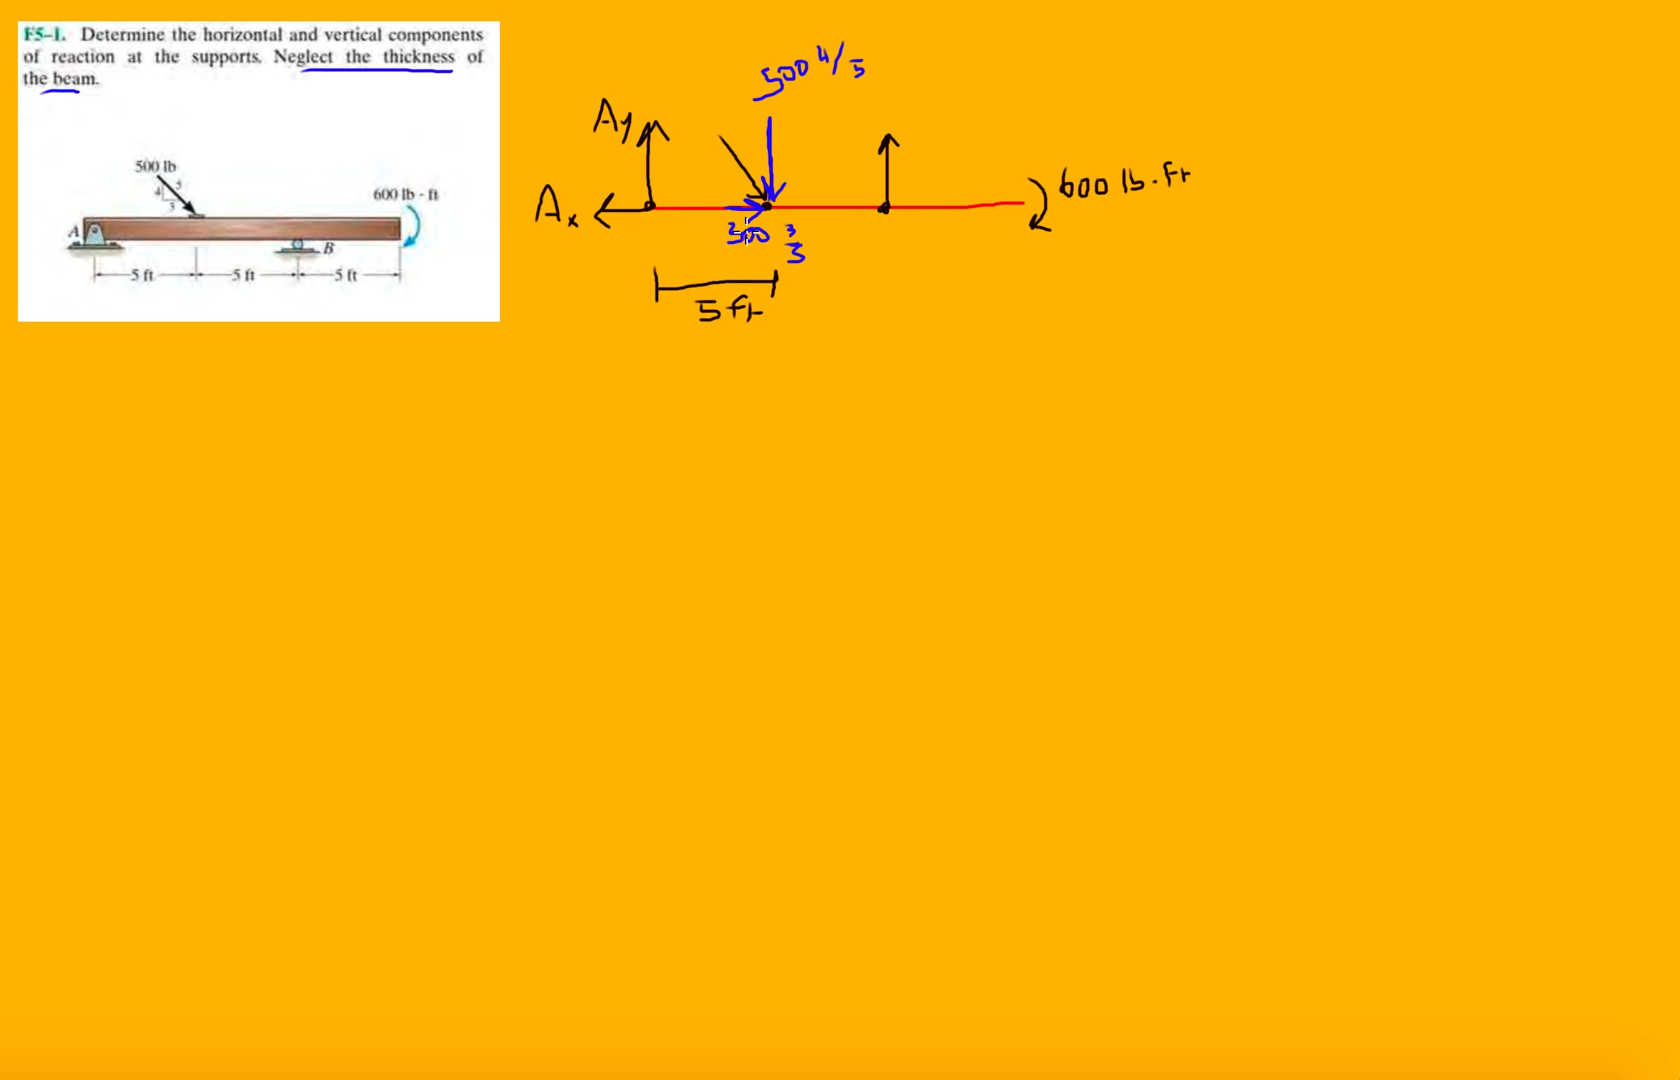 F5–1. Determine the horizontal and vertical components
of reaction at the supports. Neglect the thickness of
the beam.
500 lb
5
4
3
600 lb · ft
A
B
5 ft
5 ft
5 ft
500 4/5
Ay
Ax
600 lb.ft
500 3/3
5 ft